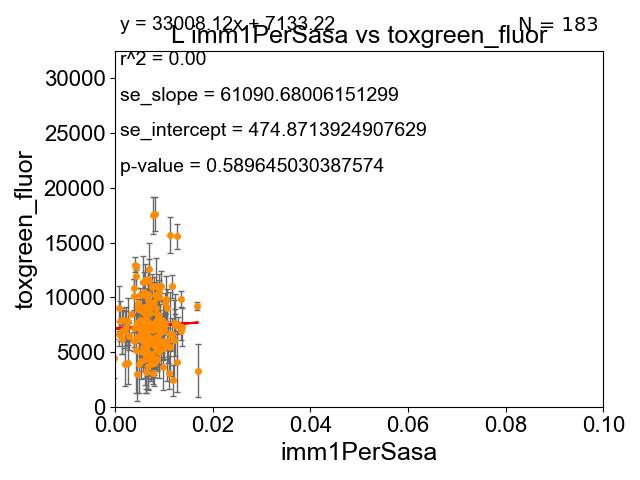 y = 33008.12x + 7133.22
N = 183
L imm1PerSasa vs toxgreen_fluor
r^2 = 0.00
se_slope = 61090.68006151299
se_intercept = 474.8713924907629
p-value = 0.589645030387574
30000
25000
20000
15000
10000
5000
0
toxgreen_fluor
0.00 0.02 0.04 0.06 0.08 0.10
imm1PerSasa